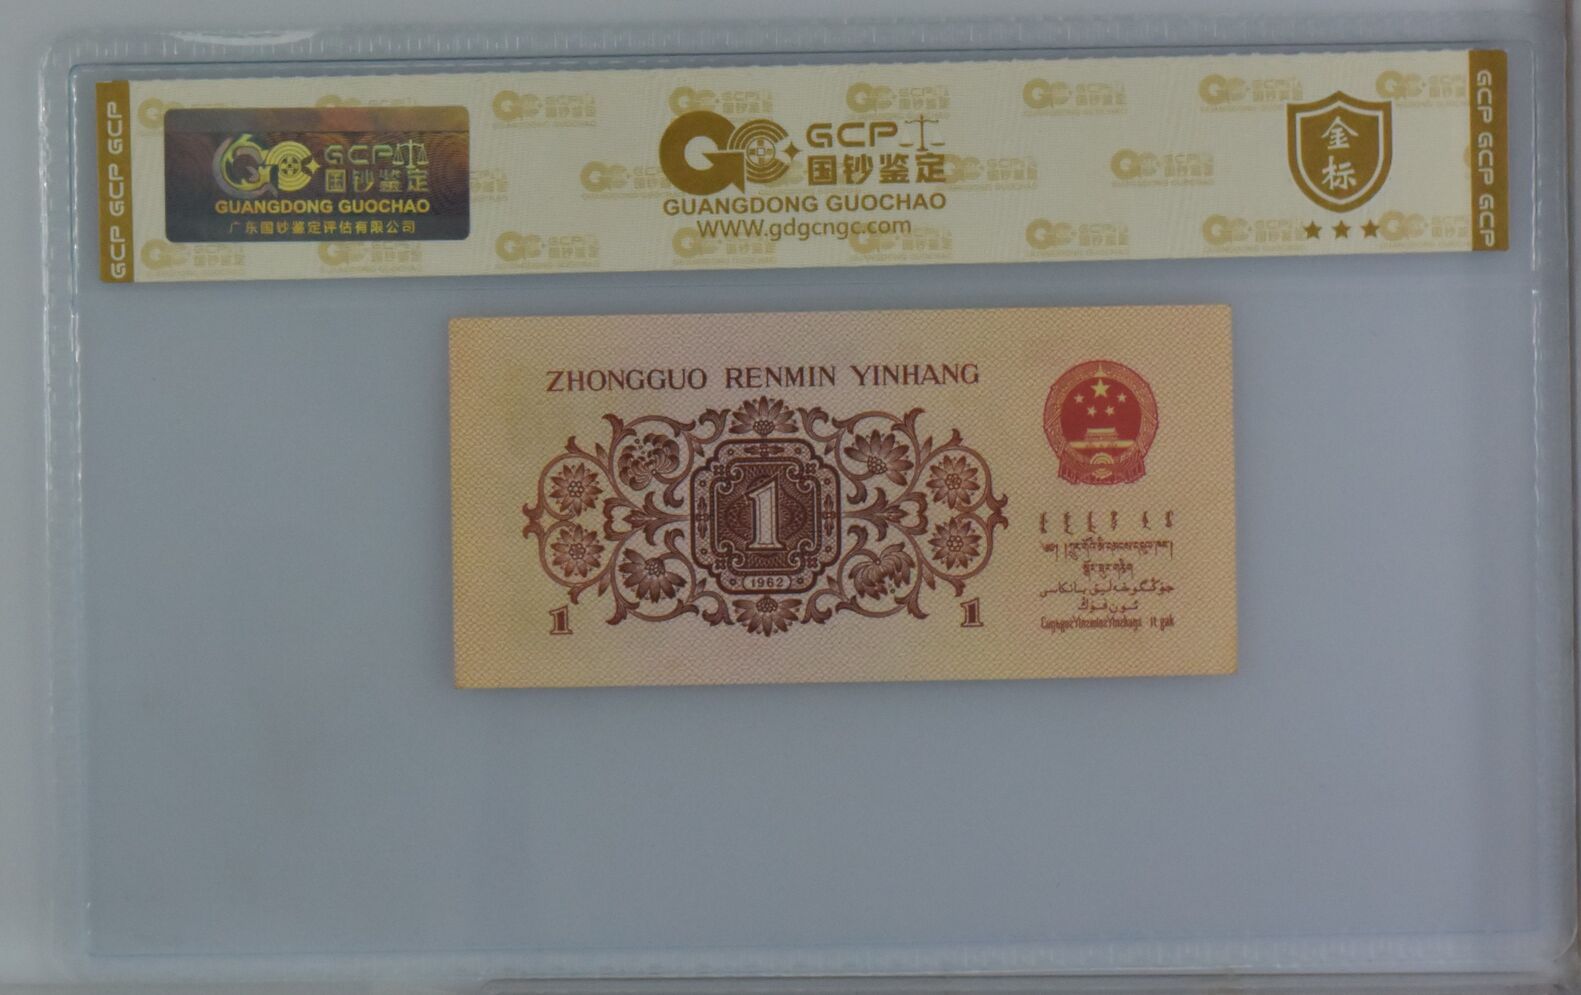 GCP GCP GCP
GCP
国钞鉴定
GUANGDONG GUOCHAO
广东国钞鉴定评估有限公司
GCP
国钞鉴定
GUANGDONG GUOCHAO
www.gdgcngc.com
金
标
GCP GCP GCP
ZHONGGUO RENMIN YINHANG
1
1962
1
1